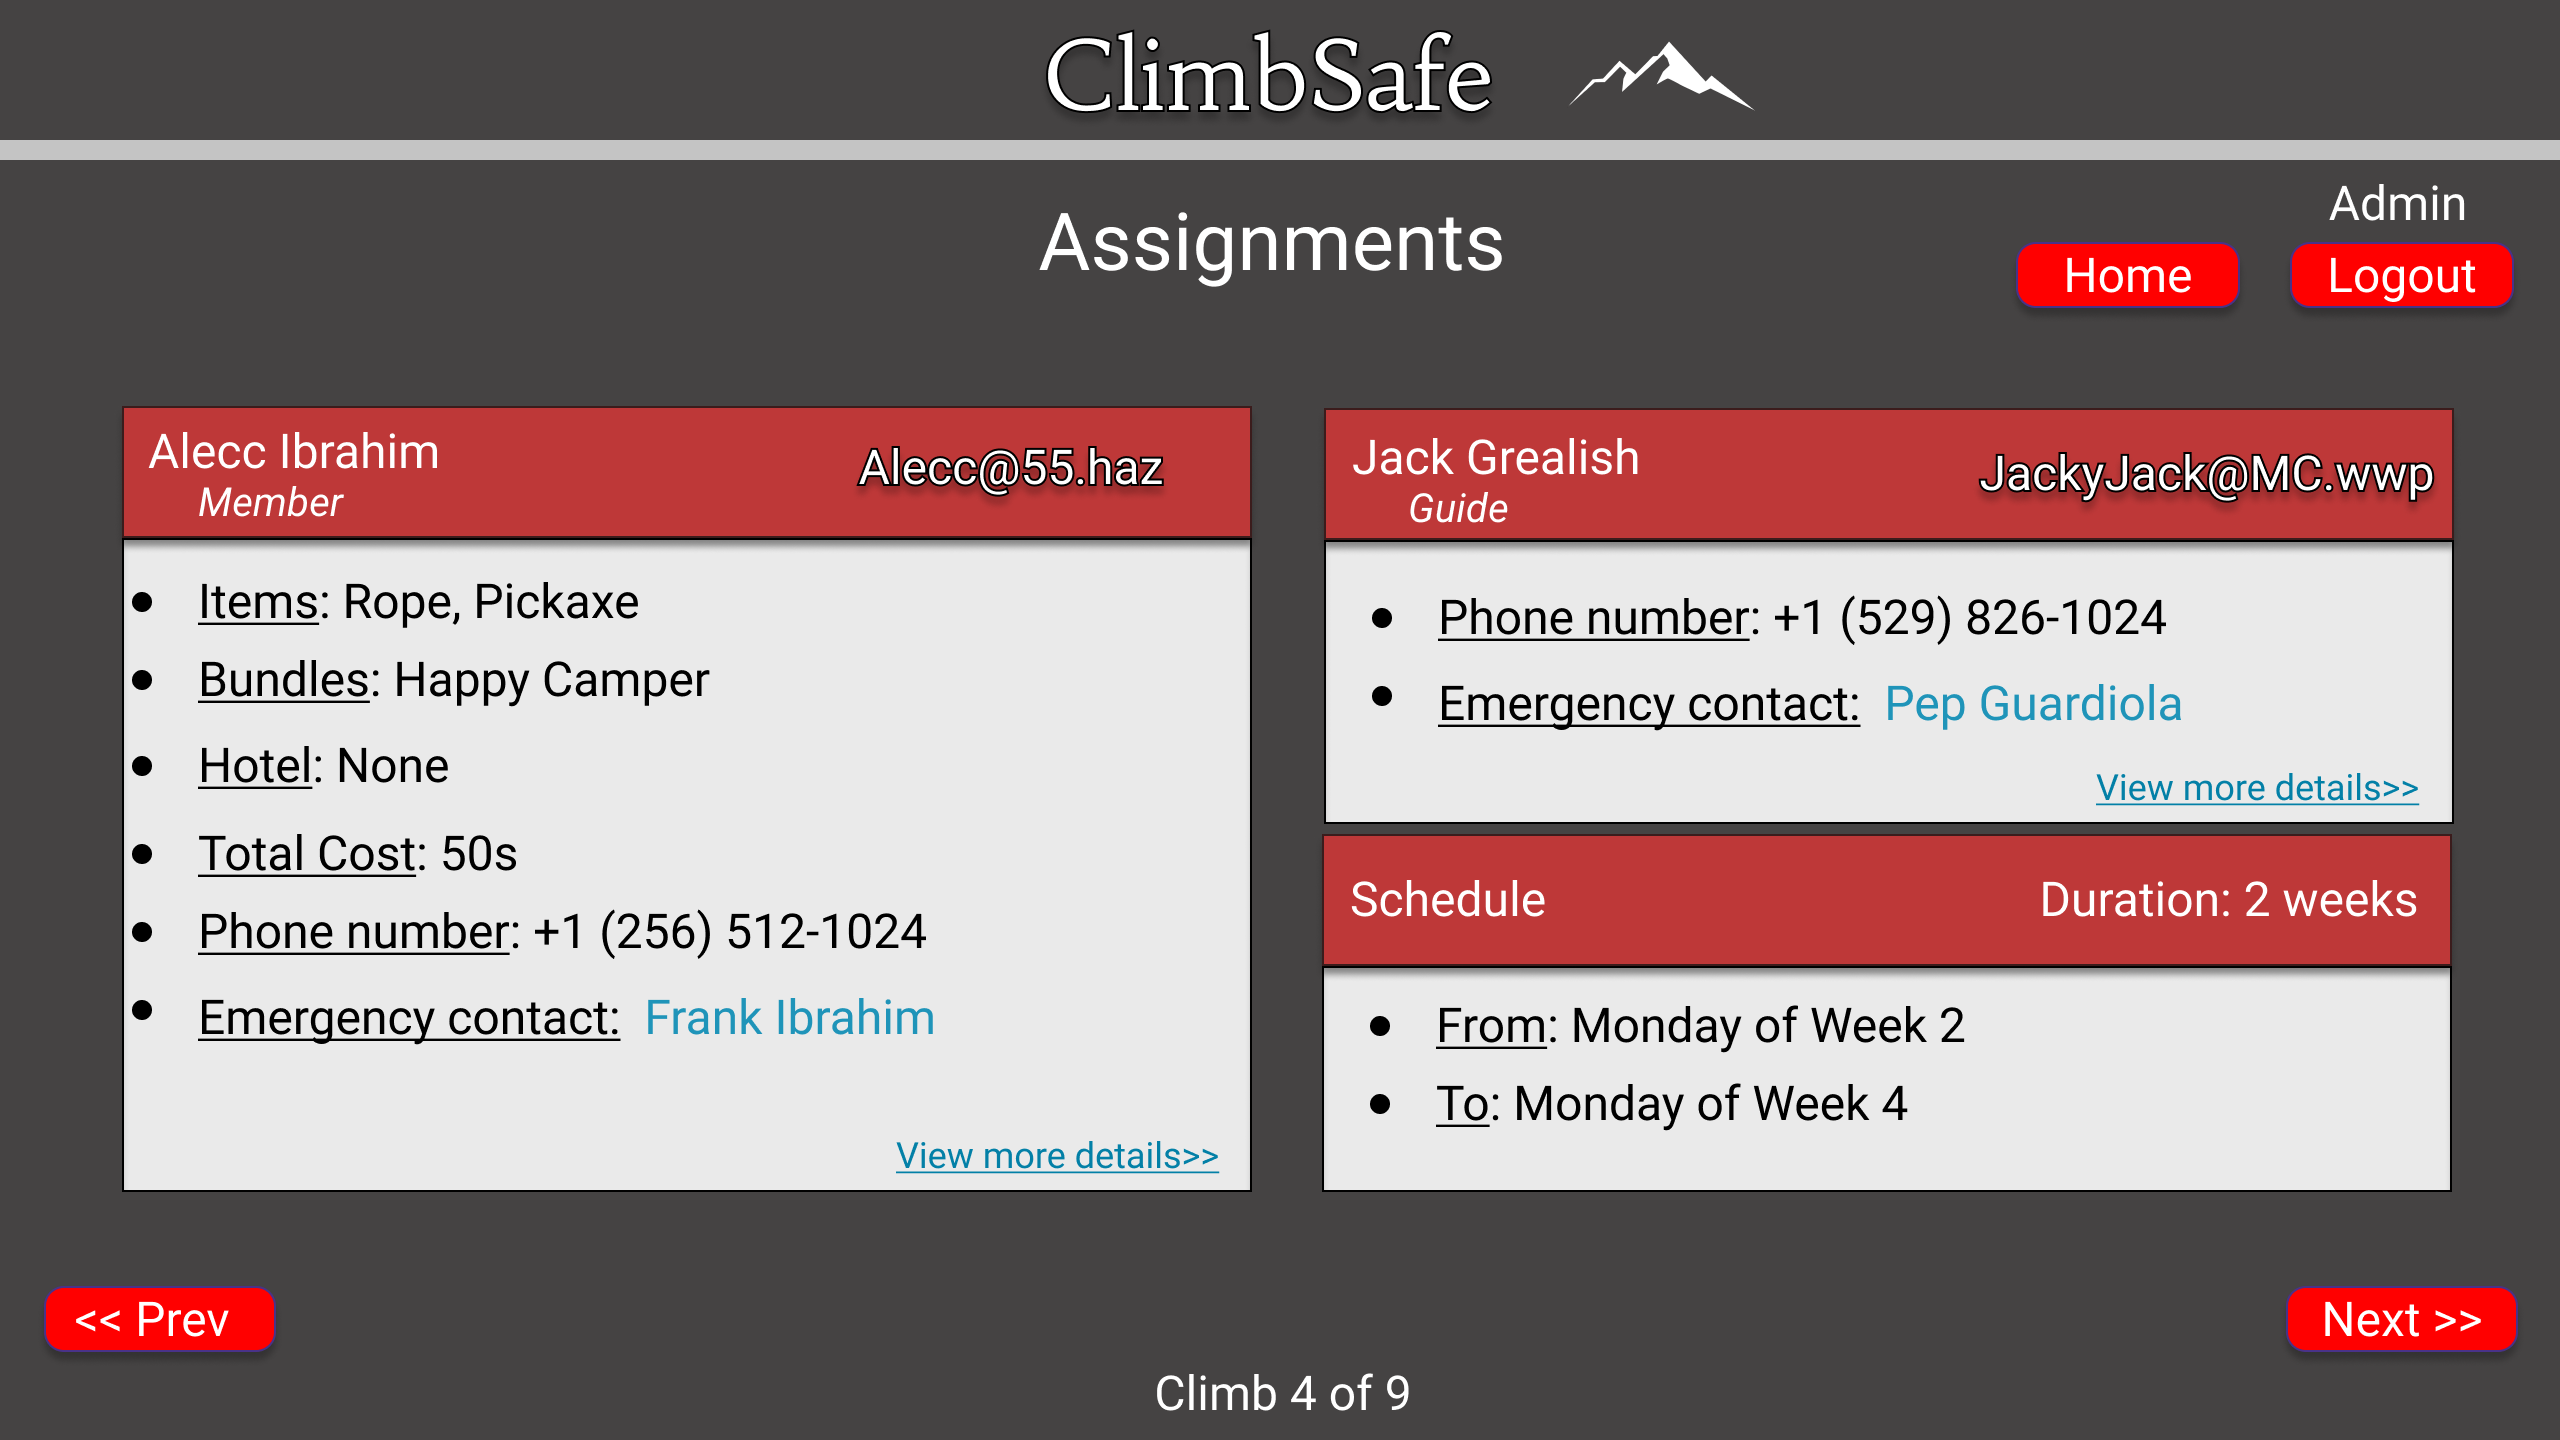 ClimbSafe
Assignments
Admin
Home
Logout
Alecc Ibrahim
Member
Alecc@55.haz
Items: Rope, Pickaxe
Bundles: Happy Camper
Hotel: None
Total Cost: 50s
Phone number: +1 (256) 512-1024
Emergency contact: Frank Ibrahim
View more details>>
Jack Grealish
Guide
JackyJack@MC.wwp
Phone number: +1 (529) 826-1024
Emergency contact: Pep Guardiola
View more details>>
Schedule
Duration: 2 weeks
From: Monday of Week 2
To: Monday of Week 4
<< Prev
Next >>
Climb 4 of 9